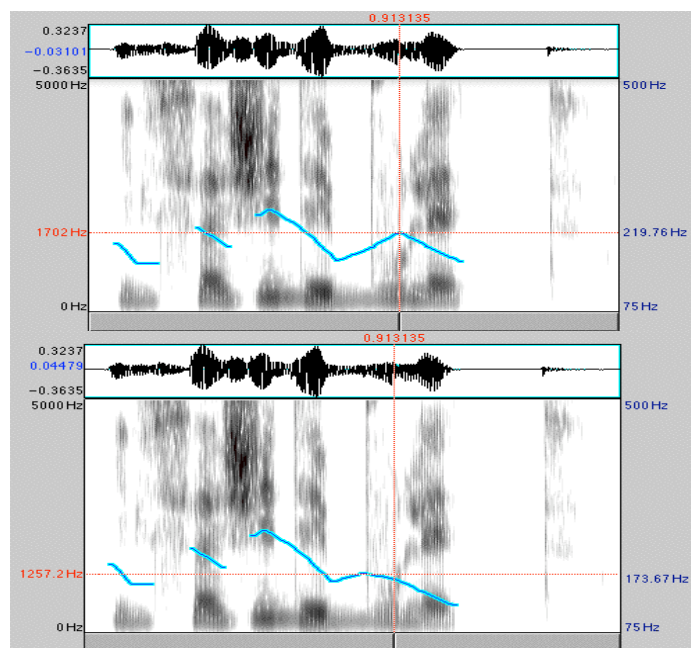 0.913135
0.3237
-0.03101
-0.3635
5000 Hz 500 Hz
1702 Hz 219.76 Hz
0 Hz 75 Hz
0.913135
0.3237
0.04479
-0.3635
5000 Hz 500 Hz
1257.2 Hz 173.67 Hz
0 Hz 75 Hz